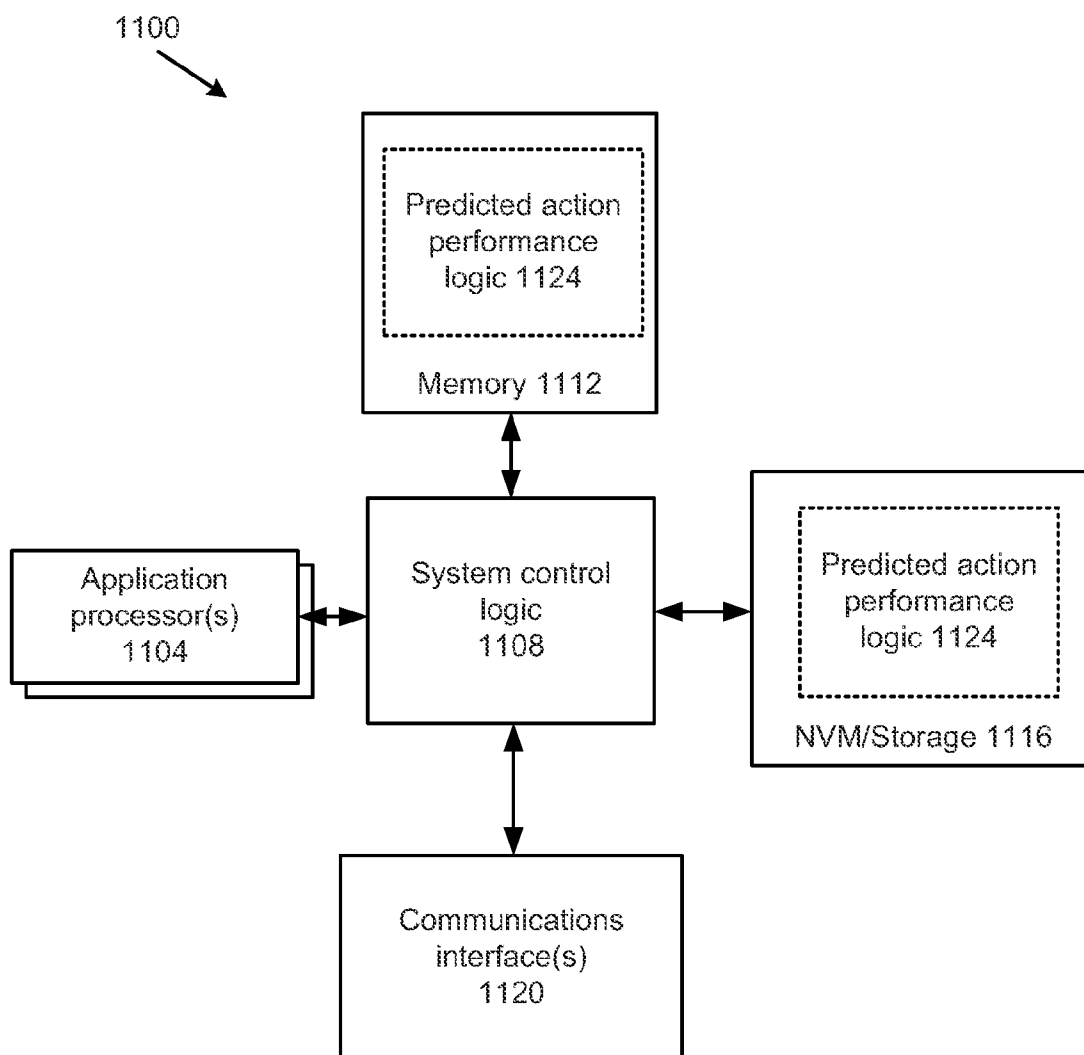 1100
Predicted action
performance
logic 1124
Memory 1112
Application
processor(s)
1104
System control
logic
1108
Predicted action
performance
logic 1124
NVM/Storage 1116
Communications
interface(s)
1120